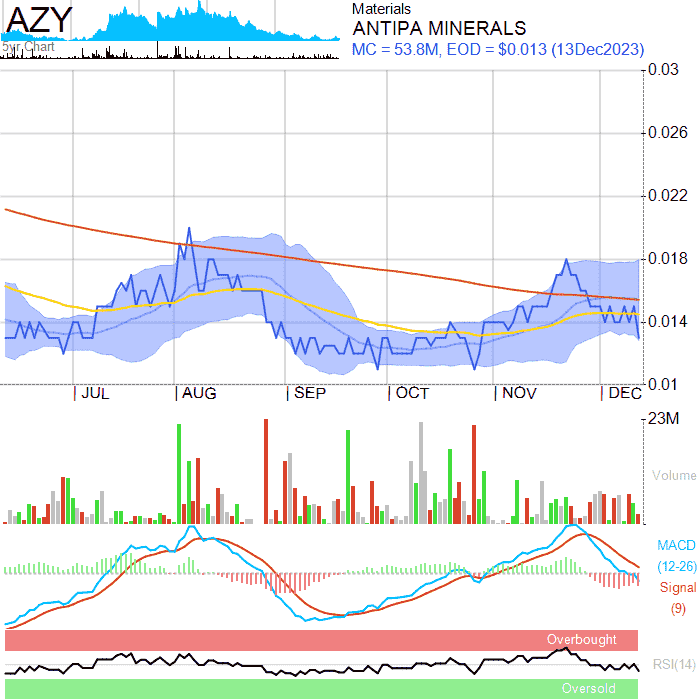 AZY
5yr.Chart
Materials
ANTIPA MINERALS
MC = 53.8M, EOD = $0.013 (13Dec2023)
0.03
0.026
0.022
0.018
0.014
0.01
JUL AUG SEP OCT NOV DEC
23M
Volume
MACD
(12-26)
Signal
(9)
Overbought
RSI(14)
Oversold